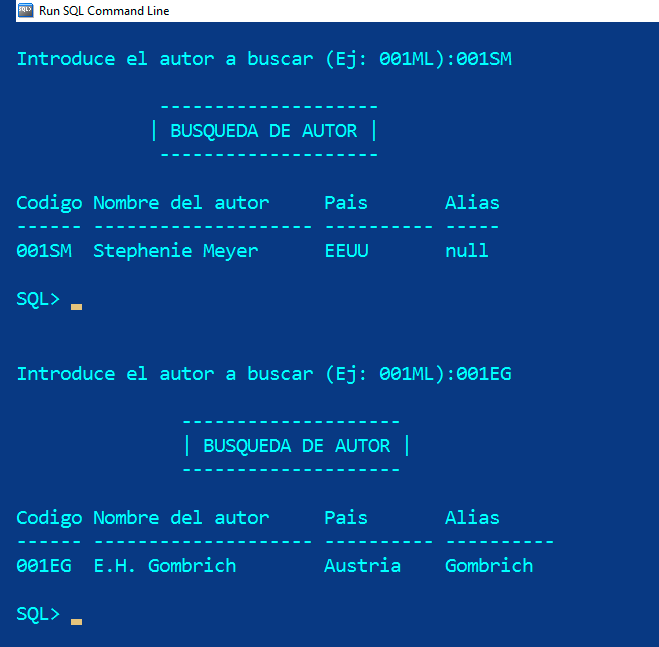 Run SQL Command Line
Introduce el autor a buscar (Ej: 001ML):001SM
---------------------
| BUSQUEDA DE AUTOR |
---------------------
Codigo Nombre del autor     Pais       Alias
------ -------------------- ---------- -----
001SM  Stephenie Meyer      EEUU       null
SQL> _
Introduce el autor a buscar (Ej: 001ML):001EG
---------------------
| BUSQUEDA DE AUTOR |
---------------------
Codigo Nombre del autor     Pais       Alias
------ -------------------- ---------- ----------
001EG  E.H. Gombrich        Austria    Gombrich
SQL> _